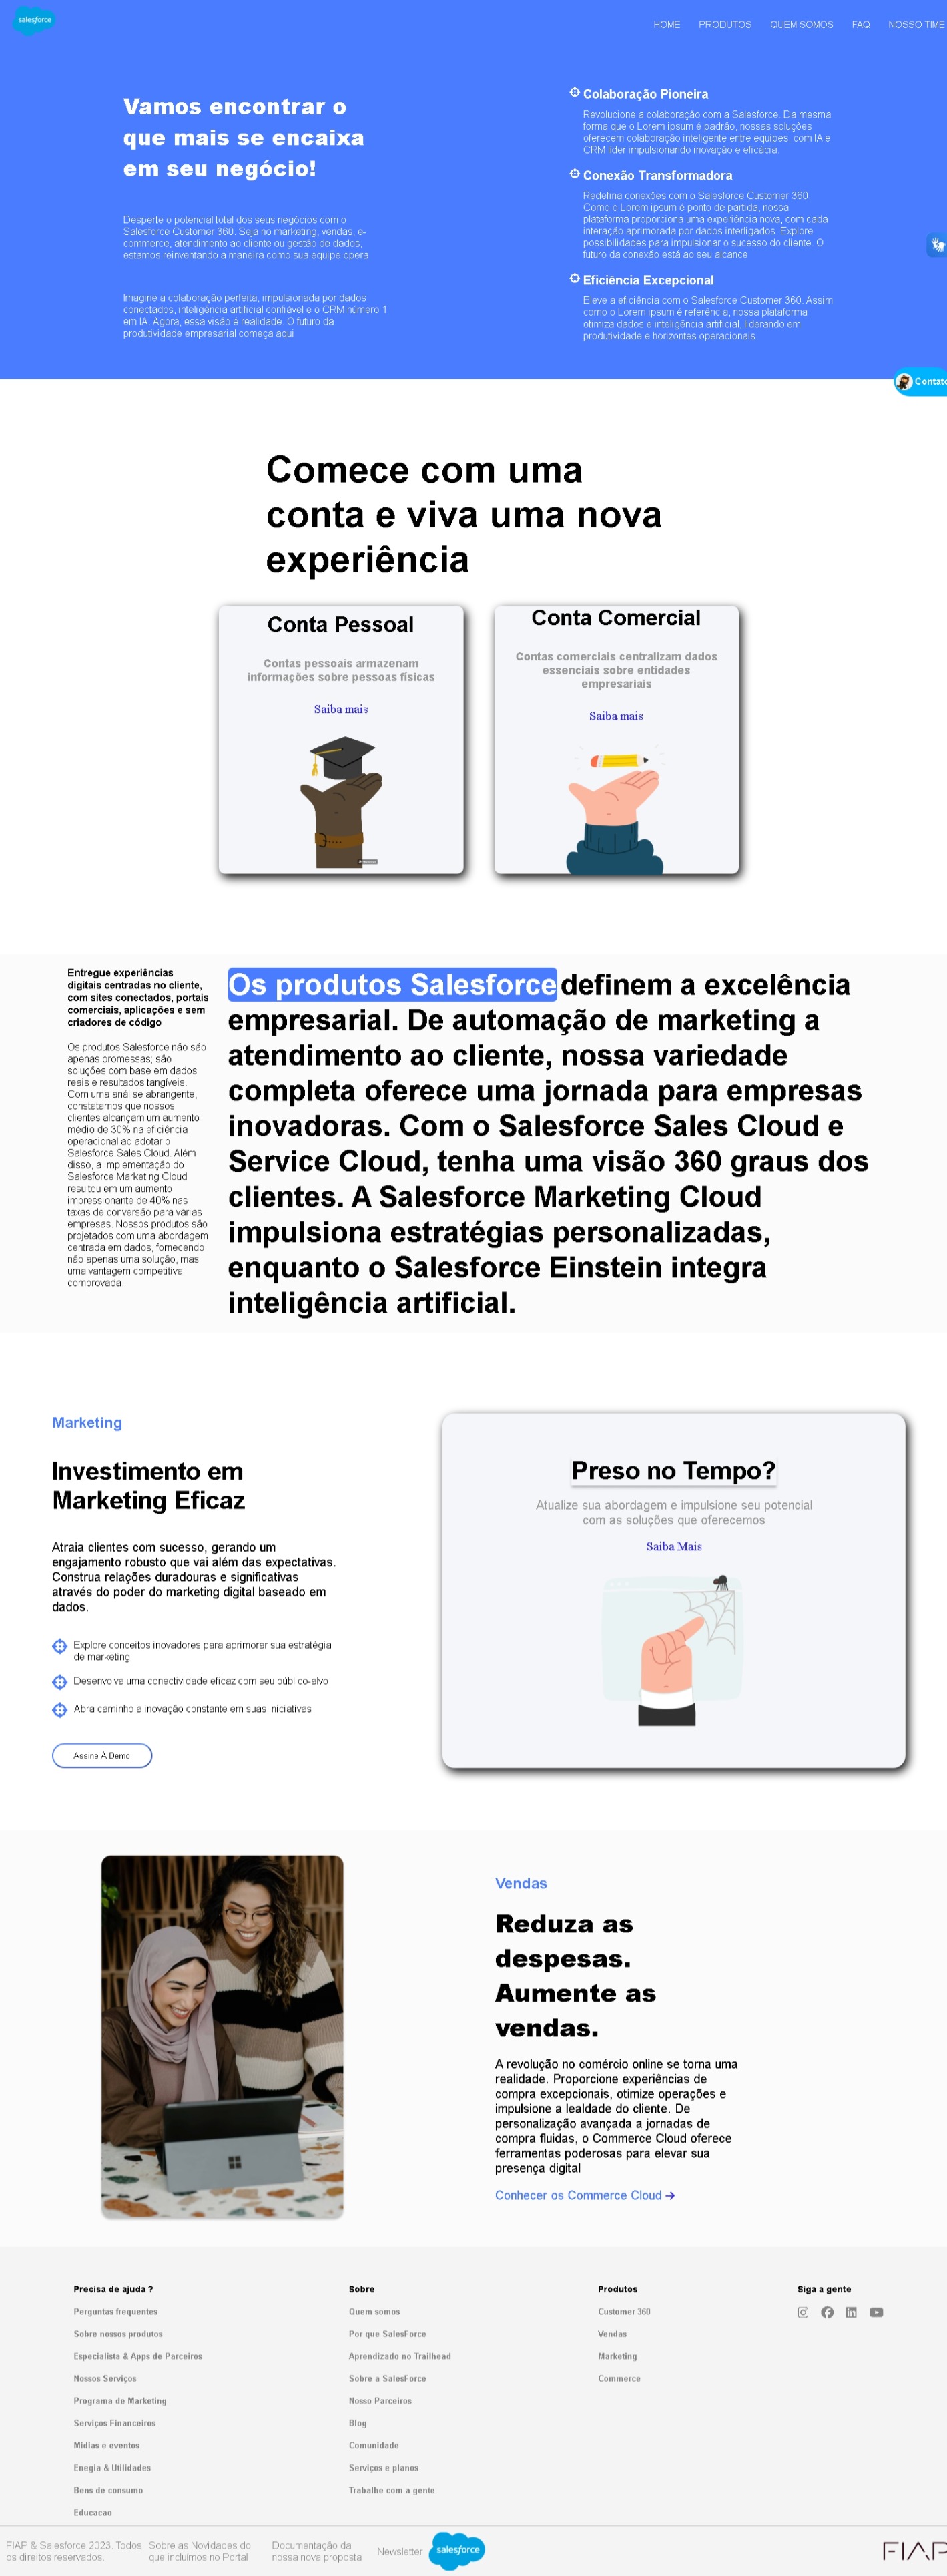 salesforce
HOME PRODUTOS QUEM SOMOS FAQ NOSSO TIME
Vamos encontrar o
que mais se encaixa
em seu negócio!
Desperte o potencial total dos seus negócios com o
Salesforce Customer 360. Seja no marketing, vendas, e-
commerce, atendimento ao cliente ou gestão de dados,
estamos reinventando a maneira como sua equipe opera
Imagine a colaboração perfeita, impulsionada por dados
conectados, inteligência artificial confiável e o CRM número 1
em IA. Agora, essa visão é realidade. O futuro da
produtividade empresarial começa aqui
Colaboração Pioneira
Revolucione a colaboração com a Salesforce. Da mesma
forma que o Lorem ipsum é padrão, nossas soluções
oferecem colaboração inteligente entre equipes, com IA e
CRM líder impulsionando inovação e eficácia.
Conexão Transformadora
Redefina conexões com o Salesforce Customer 360.
Como o Lorem ipsum é ponto de partida, nossa
plataforma proporciona uma experiência nova, com cada
interação aprimorada por dados interligados. Explore
possibilidades para impulsionar o sucesso do cliente. O
futuro da conexão está ao seu alcance
Eficiência Excepcional
Eleve a eficiência com o Salesforce Customer 360. Assim
como o Lorem ipsum é referência, nossa plataforma
otimiza dados e inteligência artificial, liderando em
produtividade e horizontes operacionais.
Contato
Comece com uma
conta e viva uma nova
experiência
Conta Pessoal
Contas pessoais armazenam
informações sobre pessoas físicas
Saiba mais
Conta Comercial
Contas comerciais centralizam dados
essenciais sobre entidades
empresariais
Saiba mais
Entregue experiências
digitais centradas no cliente,
com sites conectados, portais
comerciais, aplicações e sem
criadores de código
Os produtos Salesforce não são
apenas promessas; são
soluções com base em dados
reais e resultados tangíveis.
Com uma análise abrangente,
constatamos que nossos
clientes alcançam um aumento
médio de 30% na eficiência
operacional ao adotar o
Salesforce Sales Cloud. Além
disso, a implementação do
Salesforce Marketing Cloud
resultou em um aumento
impressionante de 40% nas
taxas de conversão para várias
empresas. Nossos produtos são
projetados com uma abordagem
centrada em dados, fornecendo
não apenas uma solução, mas
uma vantagem competitiva
comprovada.
Os produtos Salesforce definem a excelência
empresarial. De automação de marketing a
atendimento ao cliente, nossa variedade
completa oferece uma jornada para empresas
inovadoras. Com o Salesforce Sales Cloud e
Service Cloud, tenha uma visão 360 graus dos
clientes. A Salesforce Marketing Cloud
impulsiona estratégias personalizadas,
enquanto o Salesforce Einstein integra
inteligência artificial.
Marketing
Investimento em
Marketing Eficaz
Atraia clientes com sucesso, gerando um
engajamento robusto que vai além das expectativas.
Construa relações duradouras e significativas
através do poder do marketing digital baseado em
dados.
Explore conceitos inovadores para aprimorar sua estratégia
de marketing
Desenvolva uma conectividade eficaz com seu público-alvo.
Abra caminho a inovação constante em suas iniciativas
Assine À Demo
Preso no Tempo?
Atualize sua abordagem e impulsione seu potencial
com as soluções que oferecemos
Saiba Mais
Vendas
Reduza as
despesas.
Aumente as
vendas.
A revolução no comércio online se torna uma
realidade. Proporcione experiências de
compra excepcionais, otimize operações e
impulsione a lealdade do cliente. De
personalização avançada a jornadas de
compra fluidas, o Commerce Cloud oferece
ferramentas poderosas para elevar sua
presença digital
Conhecer os Commerce Cloud →
Precisa de ajuda ?
Perguntas frequentes
Sobre nossos produtos
Especialista & Apps de Parceiros
Nossos Serviços
Programa de Marketing
Serviços Financeiros
Midias e eventos
Enegia & Utilidades
Bens de consumo
Educacao
Sobre
Quem somos
Por que SalesForce
Aprendizado no Trailhead
Sobre a SalesForce
Nosso Parceiros
Blog
Comunidade
Serviços e planos
Trabalhe com a gente
Produtos
Customer 360
Vendas
Marketing
Commerce
Siga a gente
FIAP & Salesforce 2023. Todos
os direitos reservados.
Sobre as Novidades do
que incluímos no Portal
Documentação da
nossa nova proposta
Newsletter
salesforce
FIAP